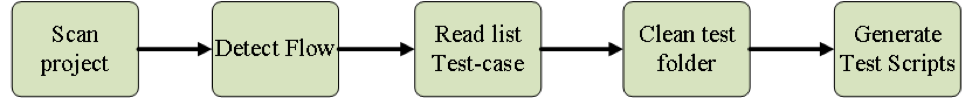 Scan
project
Detect Flow
Read list
Test-case
Clean test
folder
Generate
Test Scripts